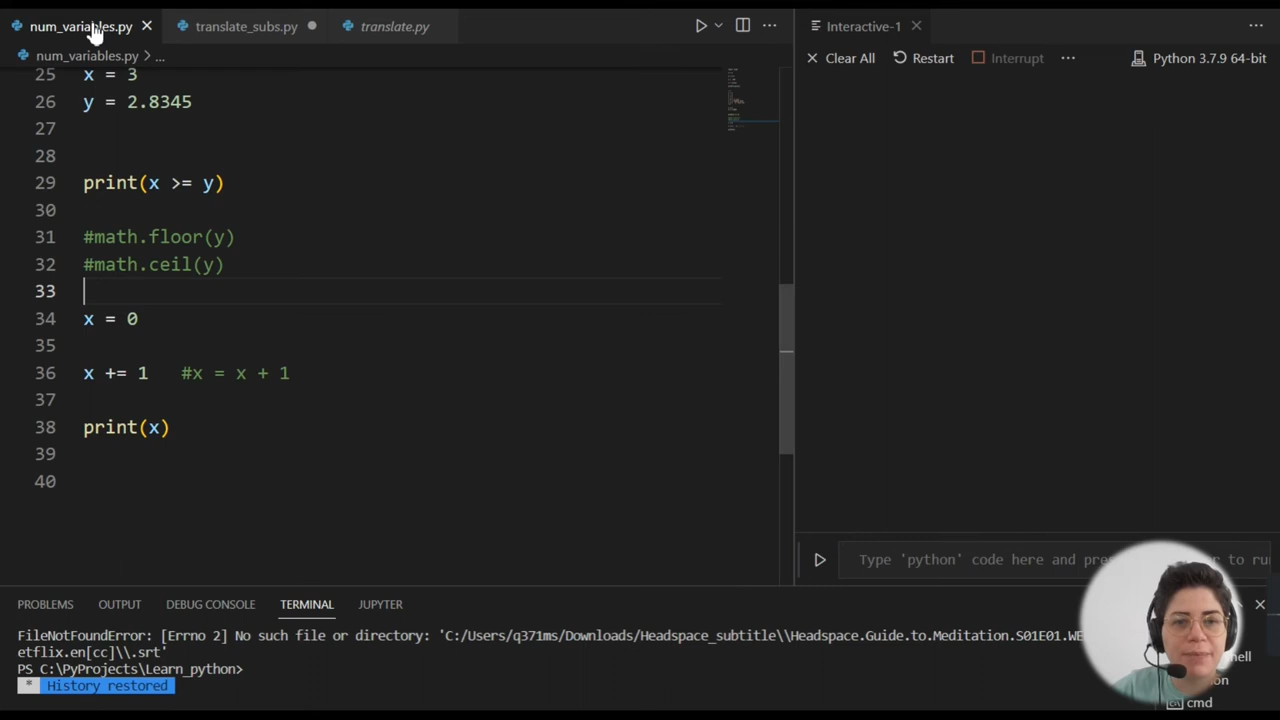 num_variables.py
translate_subs.py
translate.py
Interactive-1
num_variables.py > ...
Clear All
Restart
Interrupt
...
Python 3.7.9 64-bit
25 x = 3
26 y = 2.8345
27
28
29 print(x >= y)
30
31 #math.floor(y)
32 #math.ceil(y)
33
34 x = 0
35
36 x += 1 #x = x + 1
37
38 print(x)
39
40
Type 'python' code here and
PROBLEMS
OUTPUT
DEBUG CONSOLE
TERMINAL
JUPYTER
FileNotFoundError: [Errno 2] No such file or directory: 'C:/Users/q371ms/Downloads/Headspace_subtitle\\Headspace.Guide.to.Meditation.S01E01.WE
etflix.en[cc]\\.srt'
PS C:\PyProjects\Learn_python>
* History restored
cmd